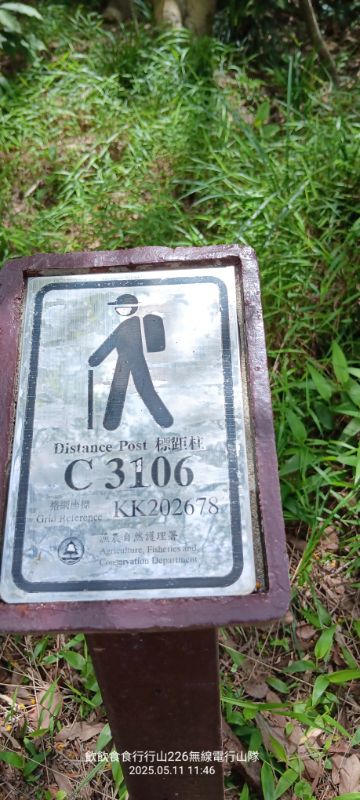 Distance Post 標距柱
C 3106
格網座標
Grid Reference KK202678
漁農自然護理署
Agriculture, Fisheries and
Conservation Department
飲飲食食行行山226無線電行山隊
2025.05.11 11:46